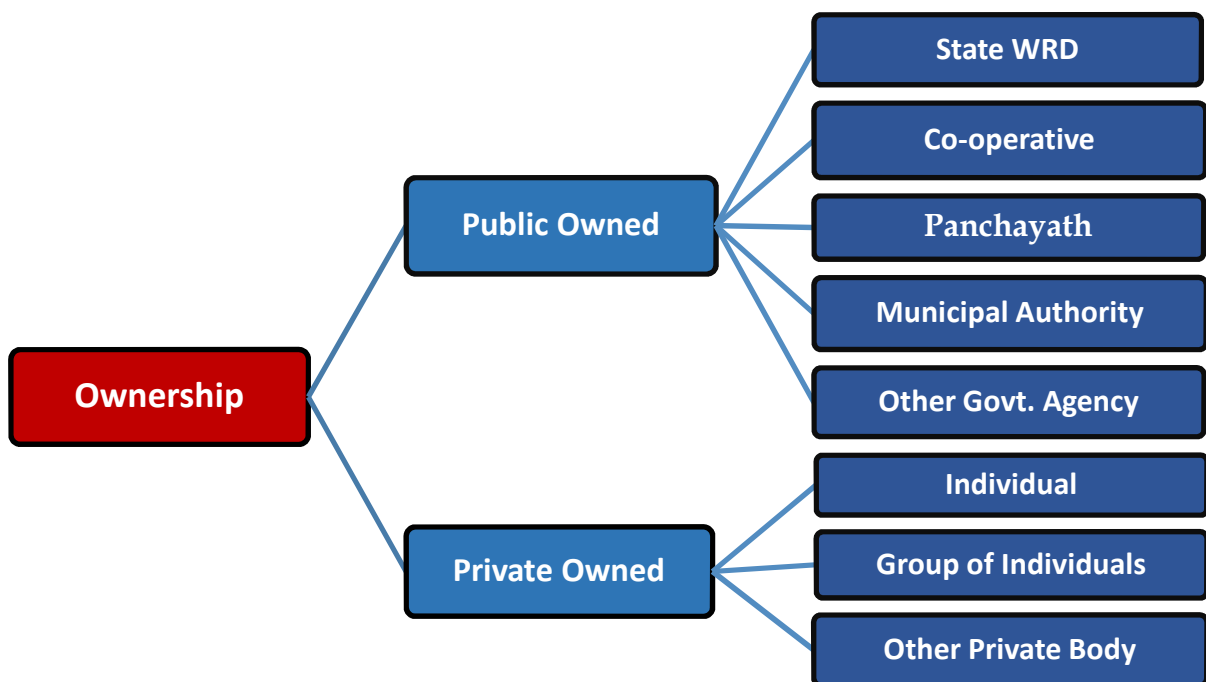 Ownership
Public Owned
State WRD
Co-operative
Panchayath
Municipal Authority
Other Govt. Agency
Private Owned
Individual
Group of Individuals
Other Private Body